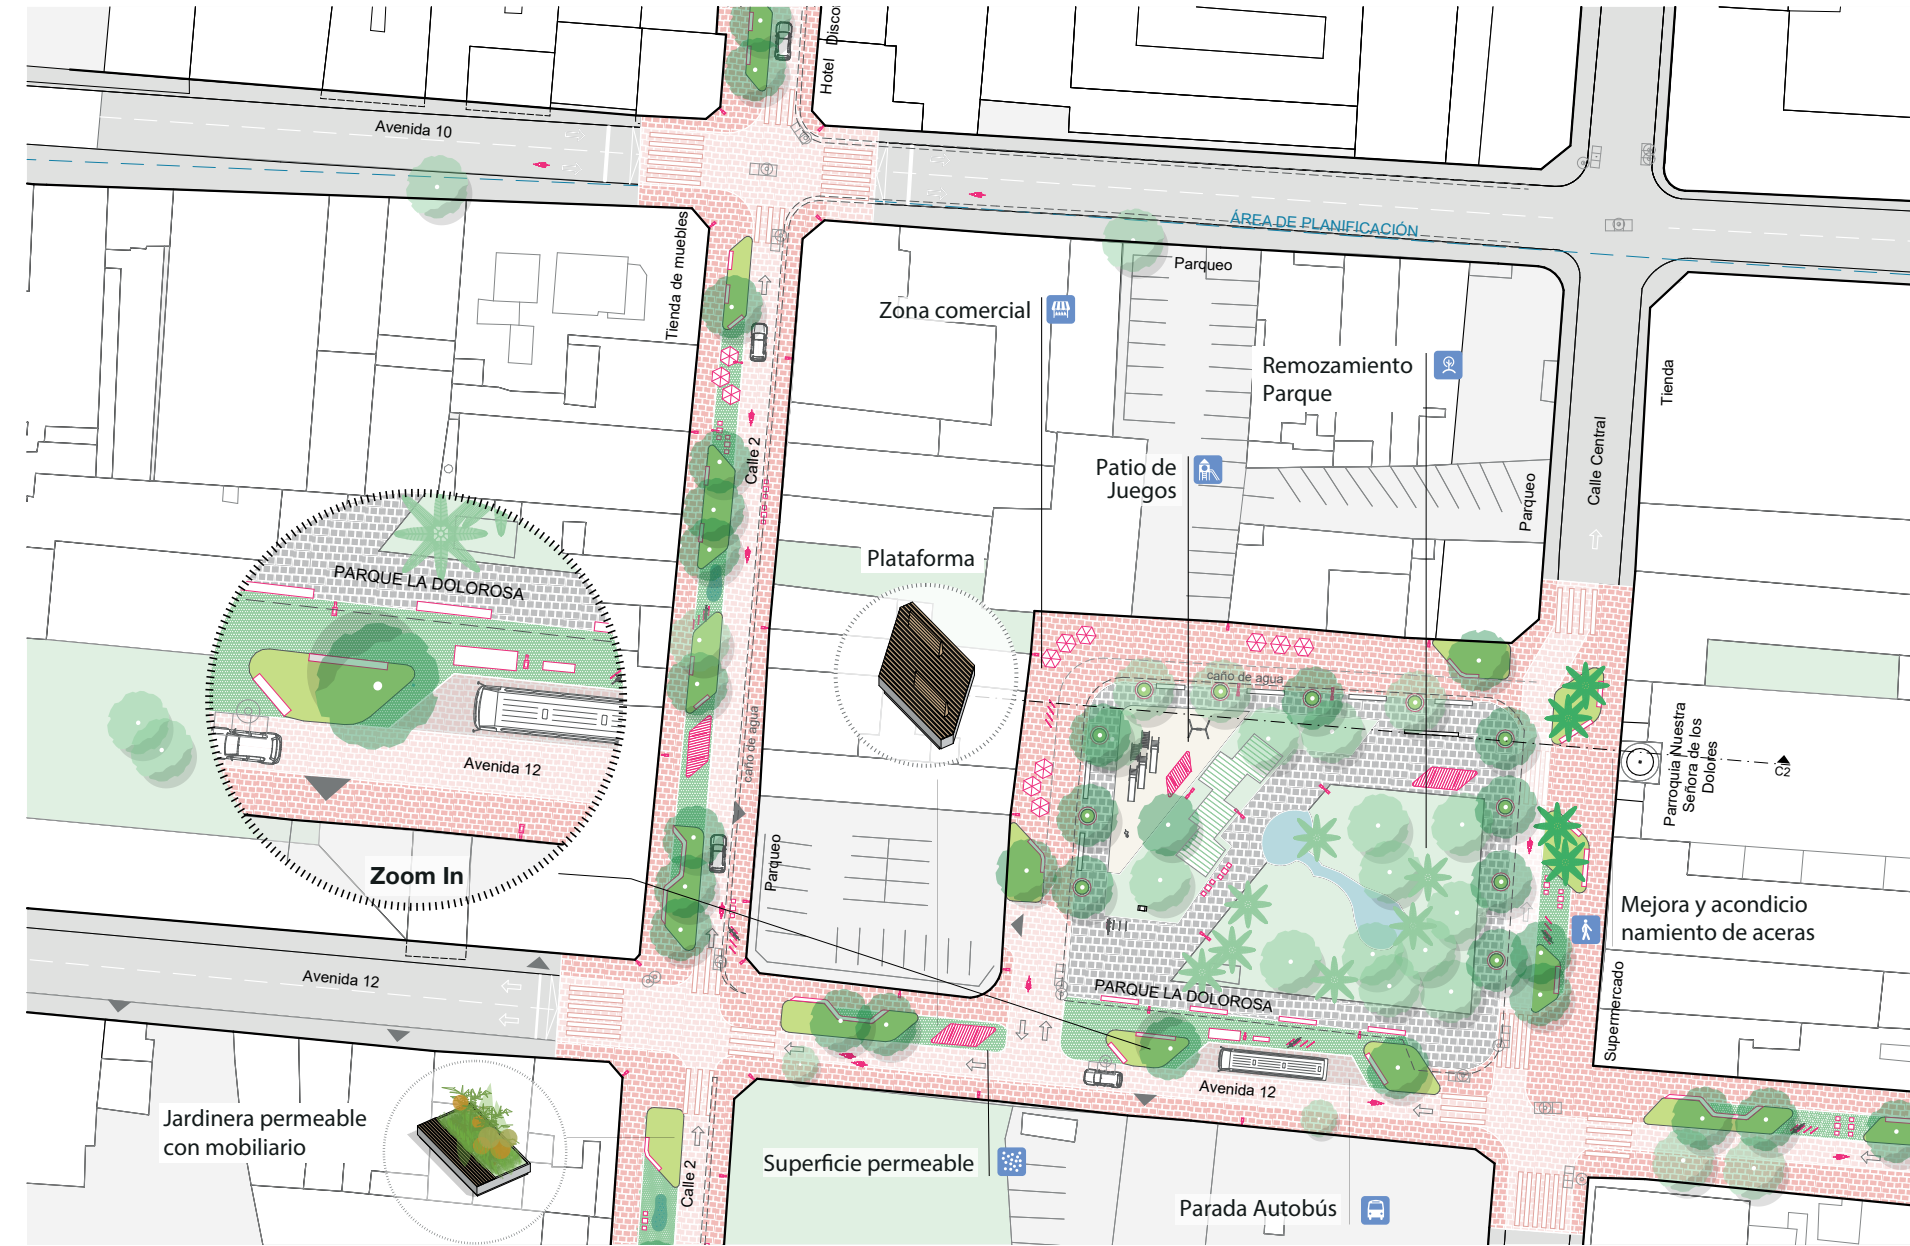 Hotel Disco
Avenida 10
ÁREA DE PLANIFICACIÓN
Tienda de muebles
Parqueo
Zona comercial
Remozamiento
Parque
Tienda
Calle Central
Calle 2
Patio de
Juegos
Parqueo
Plataforma
PARQUE LA DOLOROSA
Avenida 12
Zoom In
caño de agua
caño de agua
Parroquia Nuestra
Señora de los
Dolores
C2
Parqueo
Mejora y acondicio
namiento de aceras
Avenida 12
PARQUE LA DOLOROSA
Supermercado
Avenida 12
Jardinera permeable
con mobiliario
Calle 2
Superficie permeable
Parada Autobús